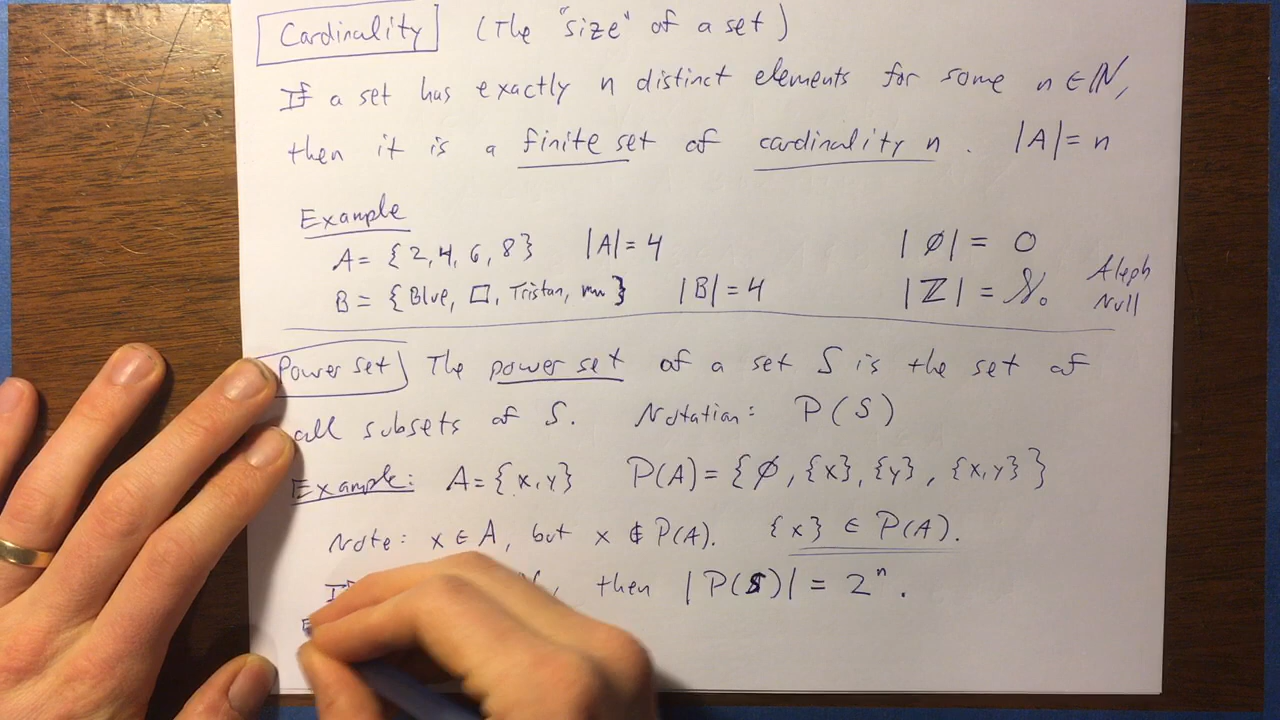 Cardinality (The "size" of a set)
If a set has exactly n distinct elements for some n ∈ ℕ,
then it is a finite set of cardinality n. |A| = n
Example
A = {2, 4, 6, 8} |A| = 4 |∅| = 0
B = {Blue, □, Tristan, } |B| = 4 |ℤ| = ℵ₀ Aleph Null
Power Set The power set of a set S is the set of
all subsets of S. Notation: P(S)
Example: A = {x, y} P(A) = {∅, {x}, {y}, {x, y}}
Note: x ∈ A, but x ∉ P(A). {x} ∈ P(A).
If then |P(S)| = 2ⁿ.